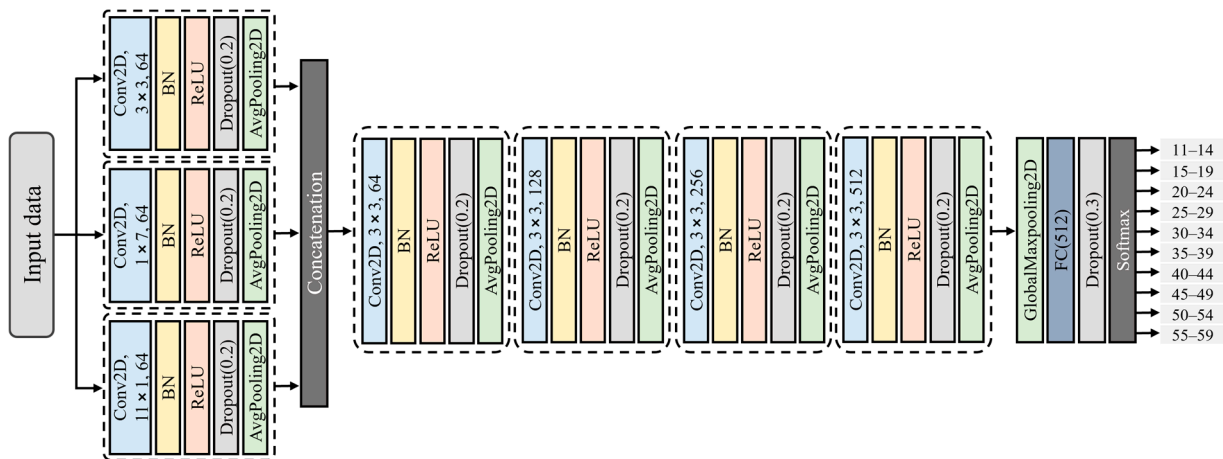 Input data
Conv2D,
3 × 3, 64
BN
ReLU
Dropout(0.2)
AvgPooling2D
Conv2D,
1 × 7, 64
BN
ReLU
Dropout(0.2)
AvgPooling2D
Conv2D,
11 × 1, 64
BN
ReLU
Dropout(0.2)
AvgPooling2D
Concatenation
Conv2D, 3 × 3, 64
BN
ReLU
Dropout(0.2)
AvgPooling2D
Conv2D, 3 × 3, 128
BN
ReLU
Dropout(0.2)
AvgPooling2D
Conv2D, 3 × 3, 256
BN
ReLU
Dropout(0.2)
AvgPooling2D
Conv2D, 3 × 3, 512
BN
ReLU
Dropout(0.2)
AvgPooling2D
GlobalMaxpooling2D
FC(512)
Dropout(0.3)
Softmax
11–14
15–19
20–24
25–29
30–34
35–39
40–44
45–49
50–54
55–59